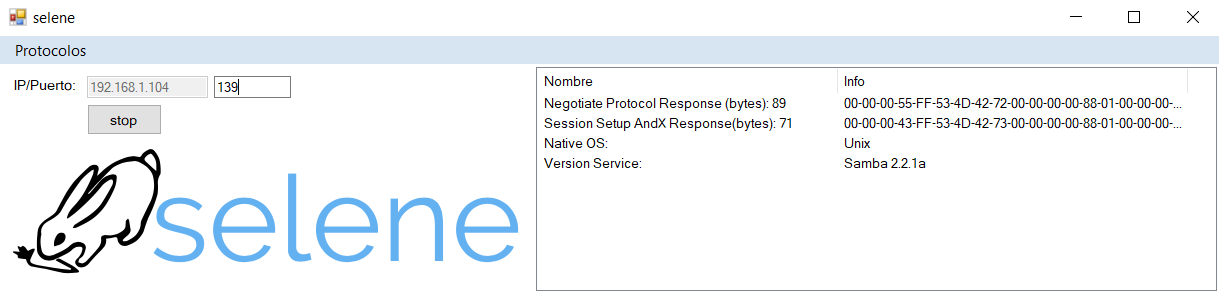 selene
Protocolos
IP/Puerto: 192.168.1.104 139
stop
selene
Nombre Info
Negotiate Protocol Response (bytes): 89 00-00-00-55-FF-53-4D-42-72-00-00-00-00-88-01-00-00-00-...
Session Setup AndX Response(bytes): 71 00-00-00-43-FF-53-4D-42-73-00-00-00-00-88-01-00-00-00-...
Native OS: Unix
Version Service: Samba 2.2.1a